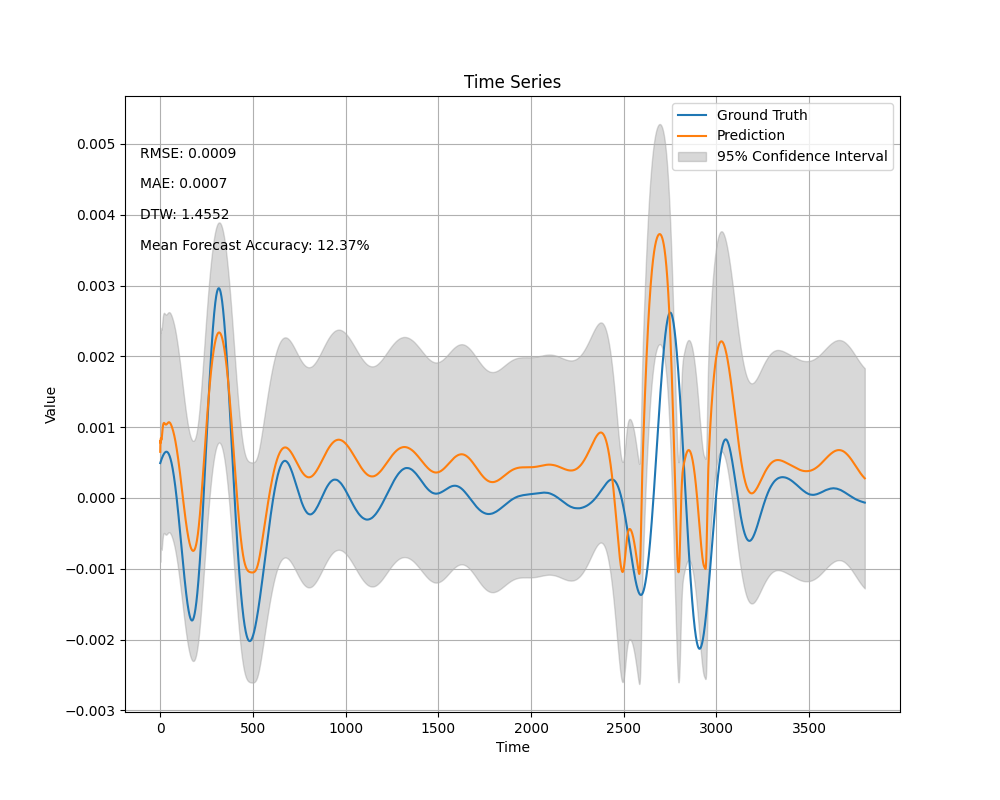 Time Series
Ground Truth
Prediction
95% Confidence Interval
RMSE: 0.0009
MAE: 0.0007
DTW: 1.4552
Mean Forecast Accuracy: 12.37%
Value
0.005
0.004
0.003
0.002
0.001
0.000
−0.001
−0.002
−0.003
0 500 1000 1500 2000 2500 3000 3500
Time